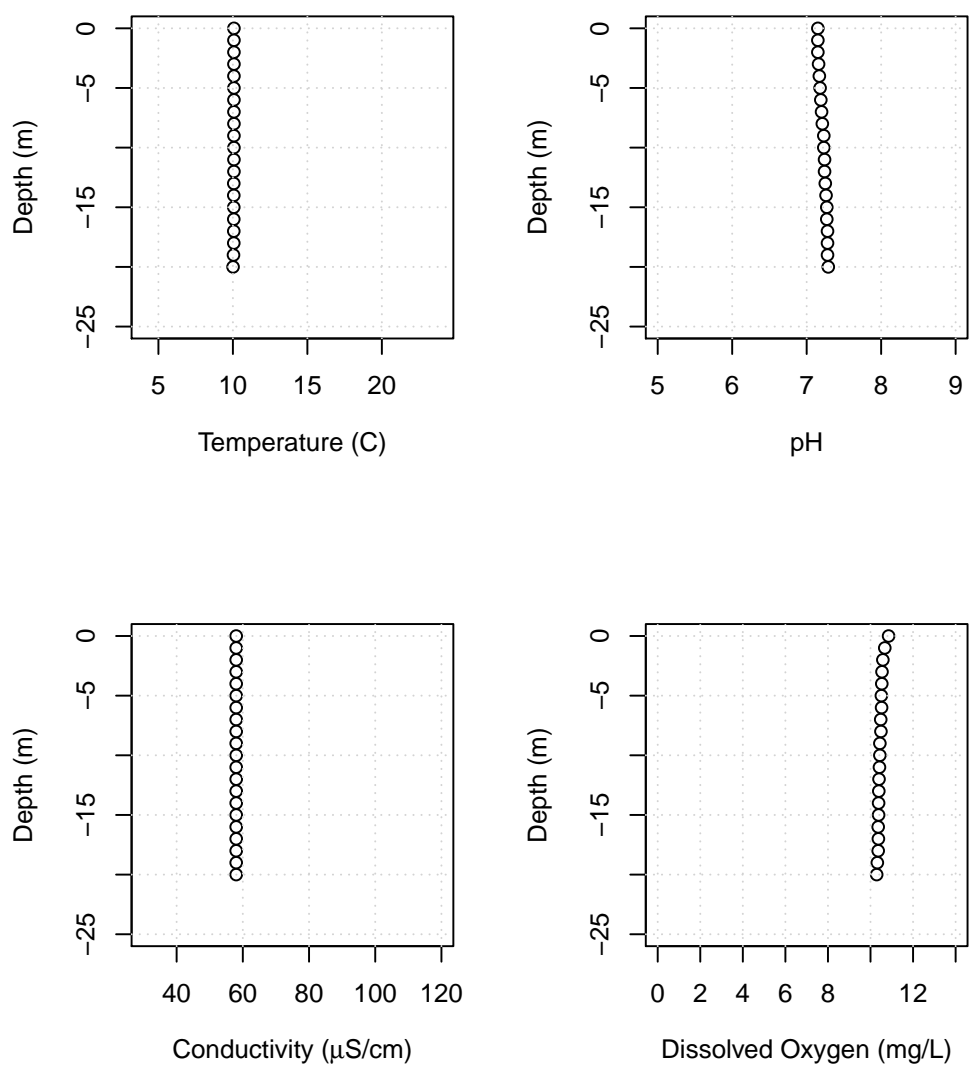 0
−5
−15
−25
Depth (m)
5 10 15 20
Temperature (C)
0
−5
−15
−25
Depth (m)
5 6 7 8 9
pH
0
−5
−15
−25
Depth (m)
40 60 80 100 120
Conductivity (μS/cm)
0
−5
−15
−25
Depth (m)
0 2 4 6 8 12
Dissolved Oxygen (mg/L)